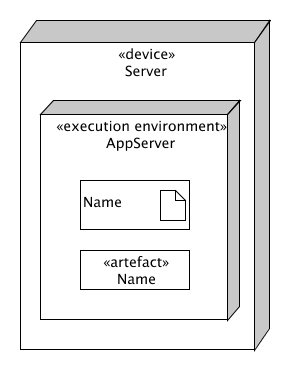 «device»
Server
«execution environment»
AppServer
Name
«artefact»
Name